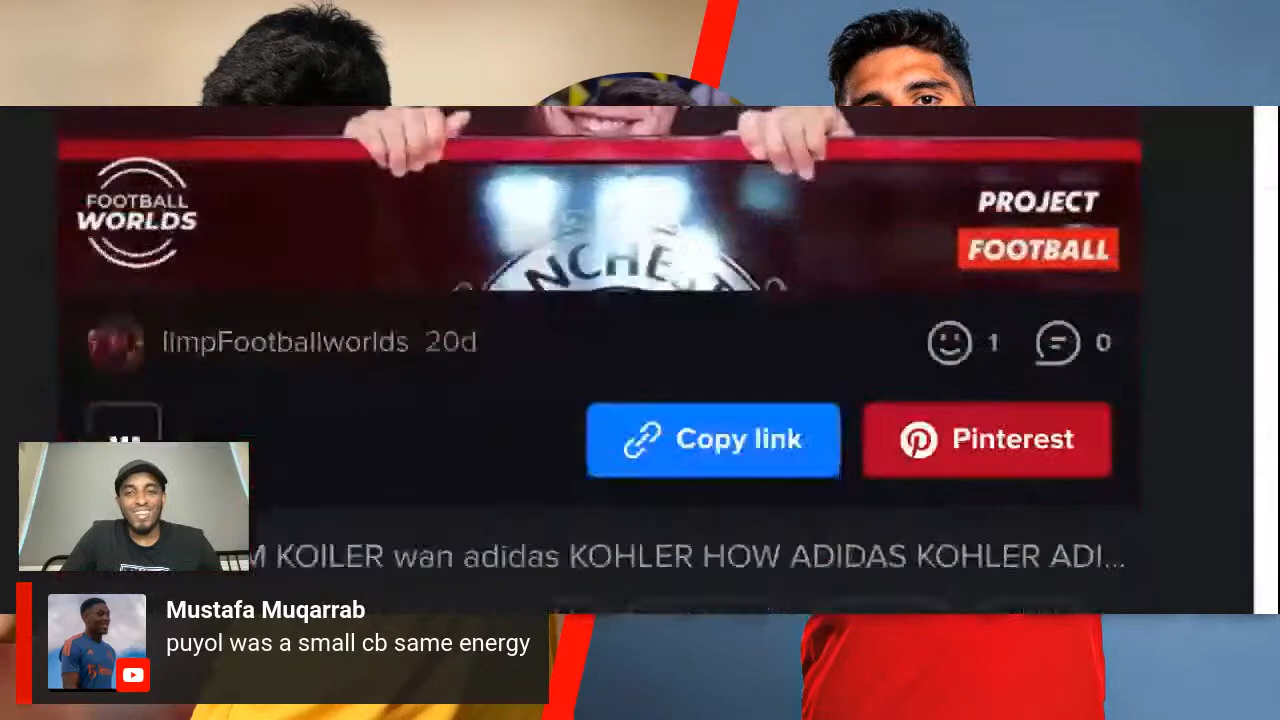 FOOTBALL
WORLDS
PROJECT
FOOTBALL
NCHE
limpFootballworlds 20d
1
0
Copy link
Pinterest
M KOILER wan adidas KOHLER HOW ADIDAS KOHLER ADI...
Mustafa Muqarrab
puyol was a small cb same energy